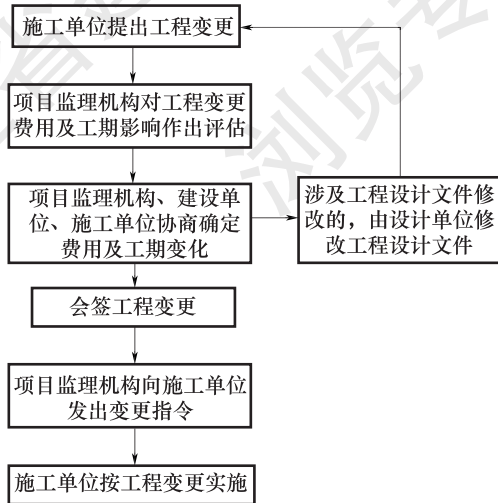 施工单位提出工程变更
项目监理机构对工程变更
费用及工期影响作出评估
项目监理机构、建设单
位、施工单位协商确定
费用及工期变化
涉及工程设计文件修
改的，由设计单位修
改工程设计文件
会签工程变更
项目监理机构向施工单位
发出变更指令
施工单位按工程变更实施
浏览专
省